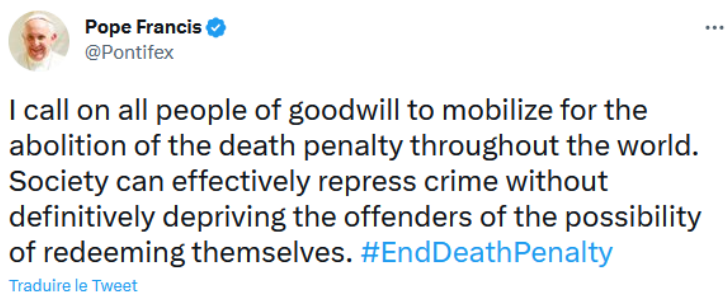 Pope Francis
@Pontifex
I call on all people of goodwill to mobilize for the
abolition of the death penalty throughout the world.
Society can effectively repress crime without
definitively depriving the offenders of the possibility
of redeeming themselves. #EndDeathPenalty
Traduire le Tweet